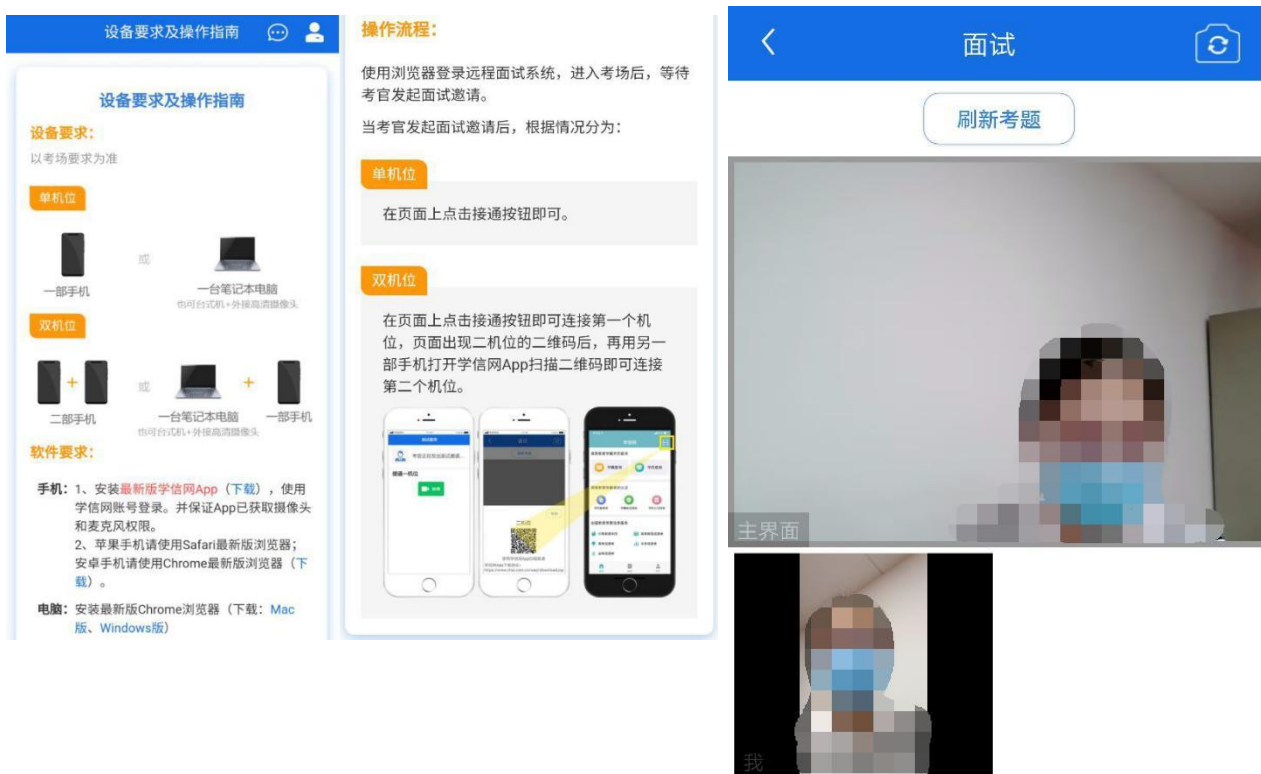 设备要求及操作指南
设备要求及操作指南
设备要求：
以考场要求为准
单机位
或
一部手机
一台笔记本电脑
也可台式机+外接高清摄像头
双机位
+
或
+
二部手机
一台笔记本电脑
一部手机
也可台式机+外接高清摄像头
软件要求：
手机：1、安装最新版学信网App（下载），使用
学信网账号登录。并保证App已获取摄像头
和麦克风权限。
2、苹果手机请使用Safari最新版浏览器；
安卓手机请使用Chrome最新版浏览器（下
载）。
电脑：安装最新版Chrome浏览器（下载：Mac
版、Windows版）
操作流程：
使用浏览器登录远程面试系统，进入考场后，等待
考官发起面试邀请。
当考官发起面试邀请后，根据情况分为：
单机位
在页面上点击接通按钮即可。
双机位
在页面上点击接通按钮即可连接第一个机
位，页面出现二机位的二维码后，再用另一
部手机打开学信网App扫描二维码即可连接
第二个机位。
二机位
面试
刷新考题
主界面
我